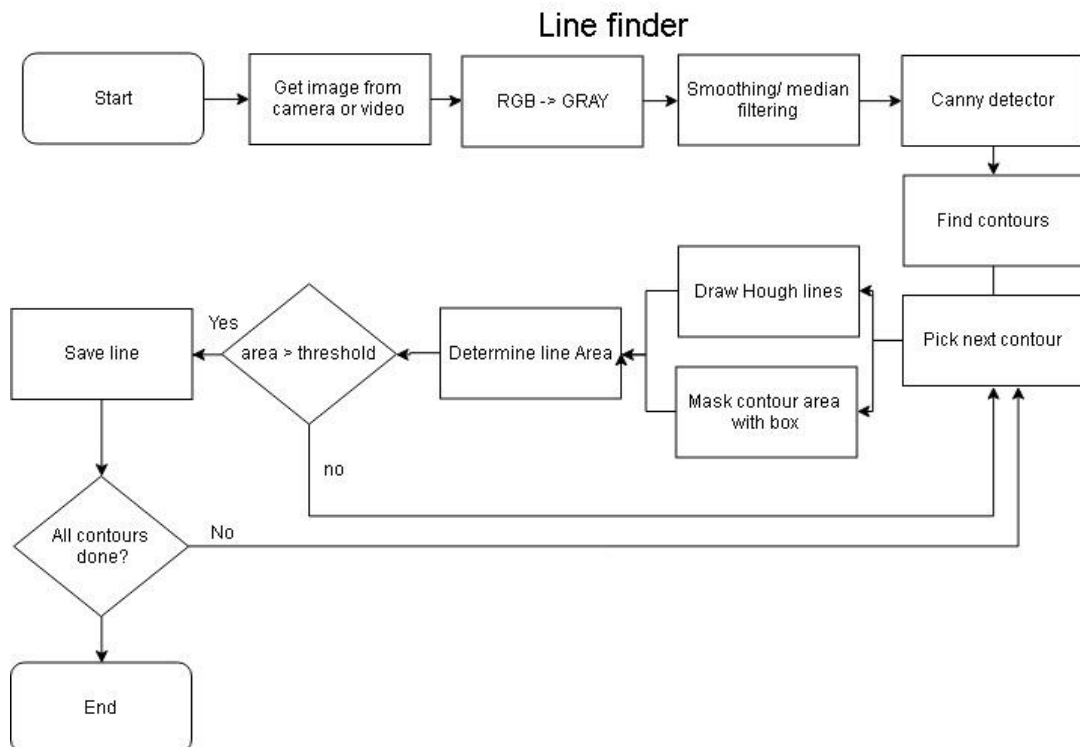 Line finder
Start
Get image from
camera or video
RGB -> GRAY
Smoothing/ median
filtering
Canny detector
Find contours
Pick next contour
Draw Hough lines
Mask contour area
with box
Determine line Area
area > threshold
Yes
no
Save line
All contours
done?
No
End